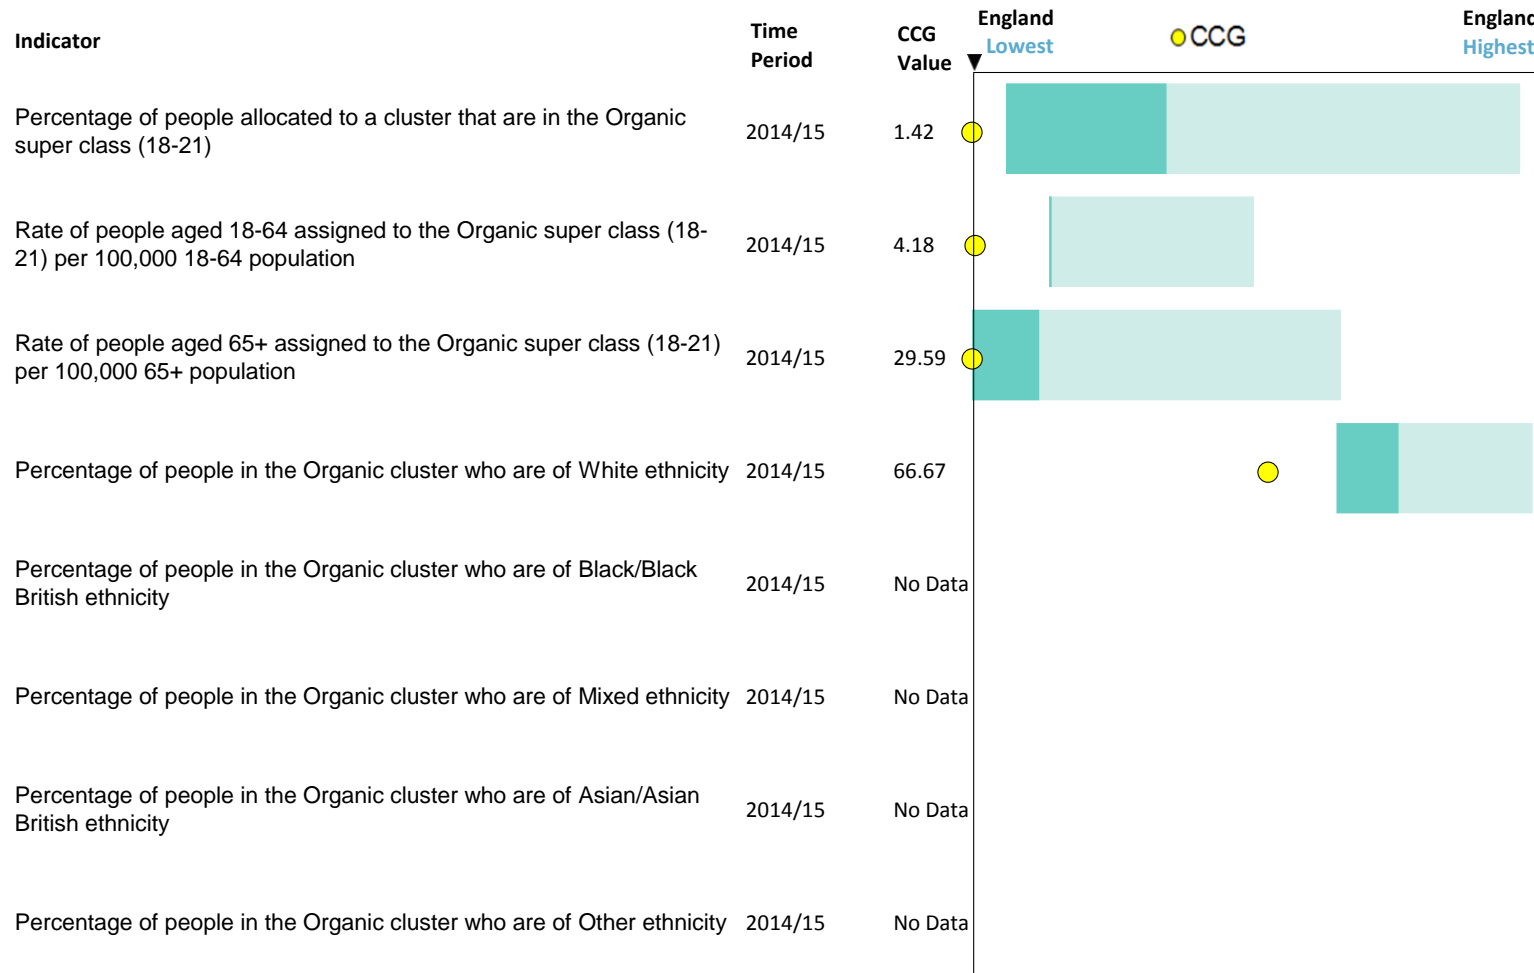 Indicator
Time Period
CCG Value
England Lowest
CCG
England Highest
Percentage of people allocated to a cluster that are in the Organic
super class (18-21)
2014/15
1.42
Rate of people aged 18-64 assigned to the Organic super class (18-
21) per 100,000 18-64 population
2014/15
4.18
Rate of people aged 65+ assigned to the Organic super class (18-21)
per 100,000 65+ population
2014/15
29.59
Percentage of people in the Organic cluster who are of White ethnicity
2014/15
66.67
Percentage of people in the Organic cluster who are of Black/Black
British ethnicity
2014/15
No Data
Percentage of people in the Organic cluster who are of Mixed ethnicity
2014/15
No Data
Percentage of people in the Organic cluster who are of Asian/Asian
British ethnicity
2014/15
No Data
Percentage of people in the Organic cluster who are of Other ethnicity
2014/15
No Data